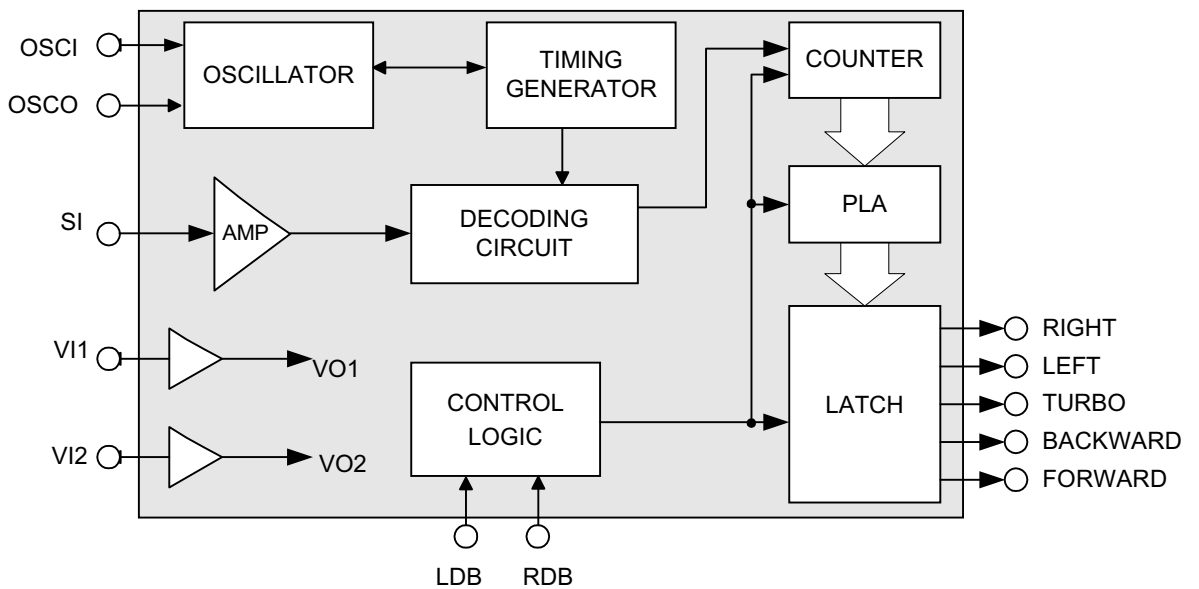 OSCI
OSCO
OSCILLATOR
TIMING
GENERATOR
COUNTER
SI
AMP
DECODING
CIRCUIT
PLA
VI1
VO1
VI2
VO2
CONTROL
LOGIC
LATCH
RIGHT
LEFT
TURBO
BACKWARD
FORWARD
LDB
RDB